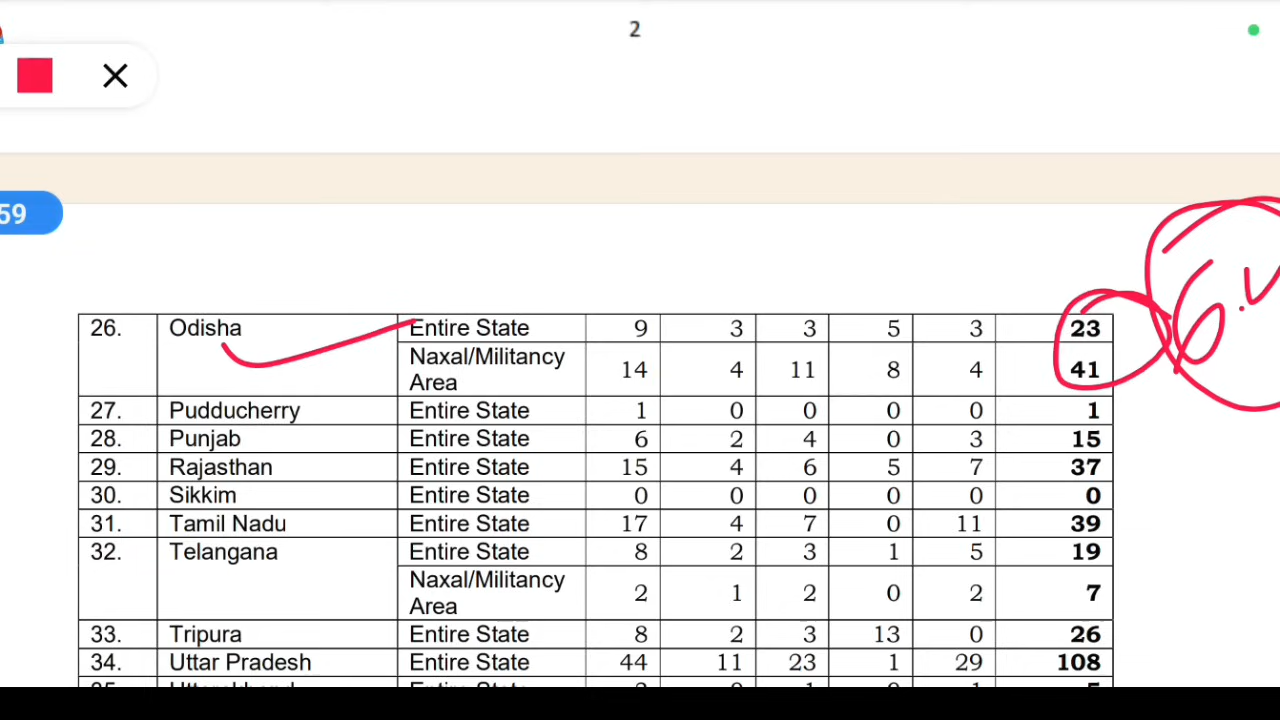 2
59
26. Odisha Entire State 9 3 3 5 3 23
Naxal/Militancy Area 14 4 11 8 4 41
27. Pudducherry Entire State 1 0 0 0 0 1
28. Punjab Entire State 6 2 4 0 3 15
29. Rajasthan Entire State 15 4 6 5 7 37
30. Sikkim Entire State 0 0 0 0 0 0
31. Tamil Nadu Entire State 17 4 7 0 11 39
32. Telangana Entire State 8 2 3 1 5 19
Naxal/Militancy Area 2 1 2 0 2 7
33. Tripura Entire State 8 2 3 13 0 26
34. Uttar Pradesh Entire State 44 11 23 1 29 108